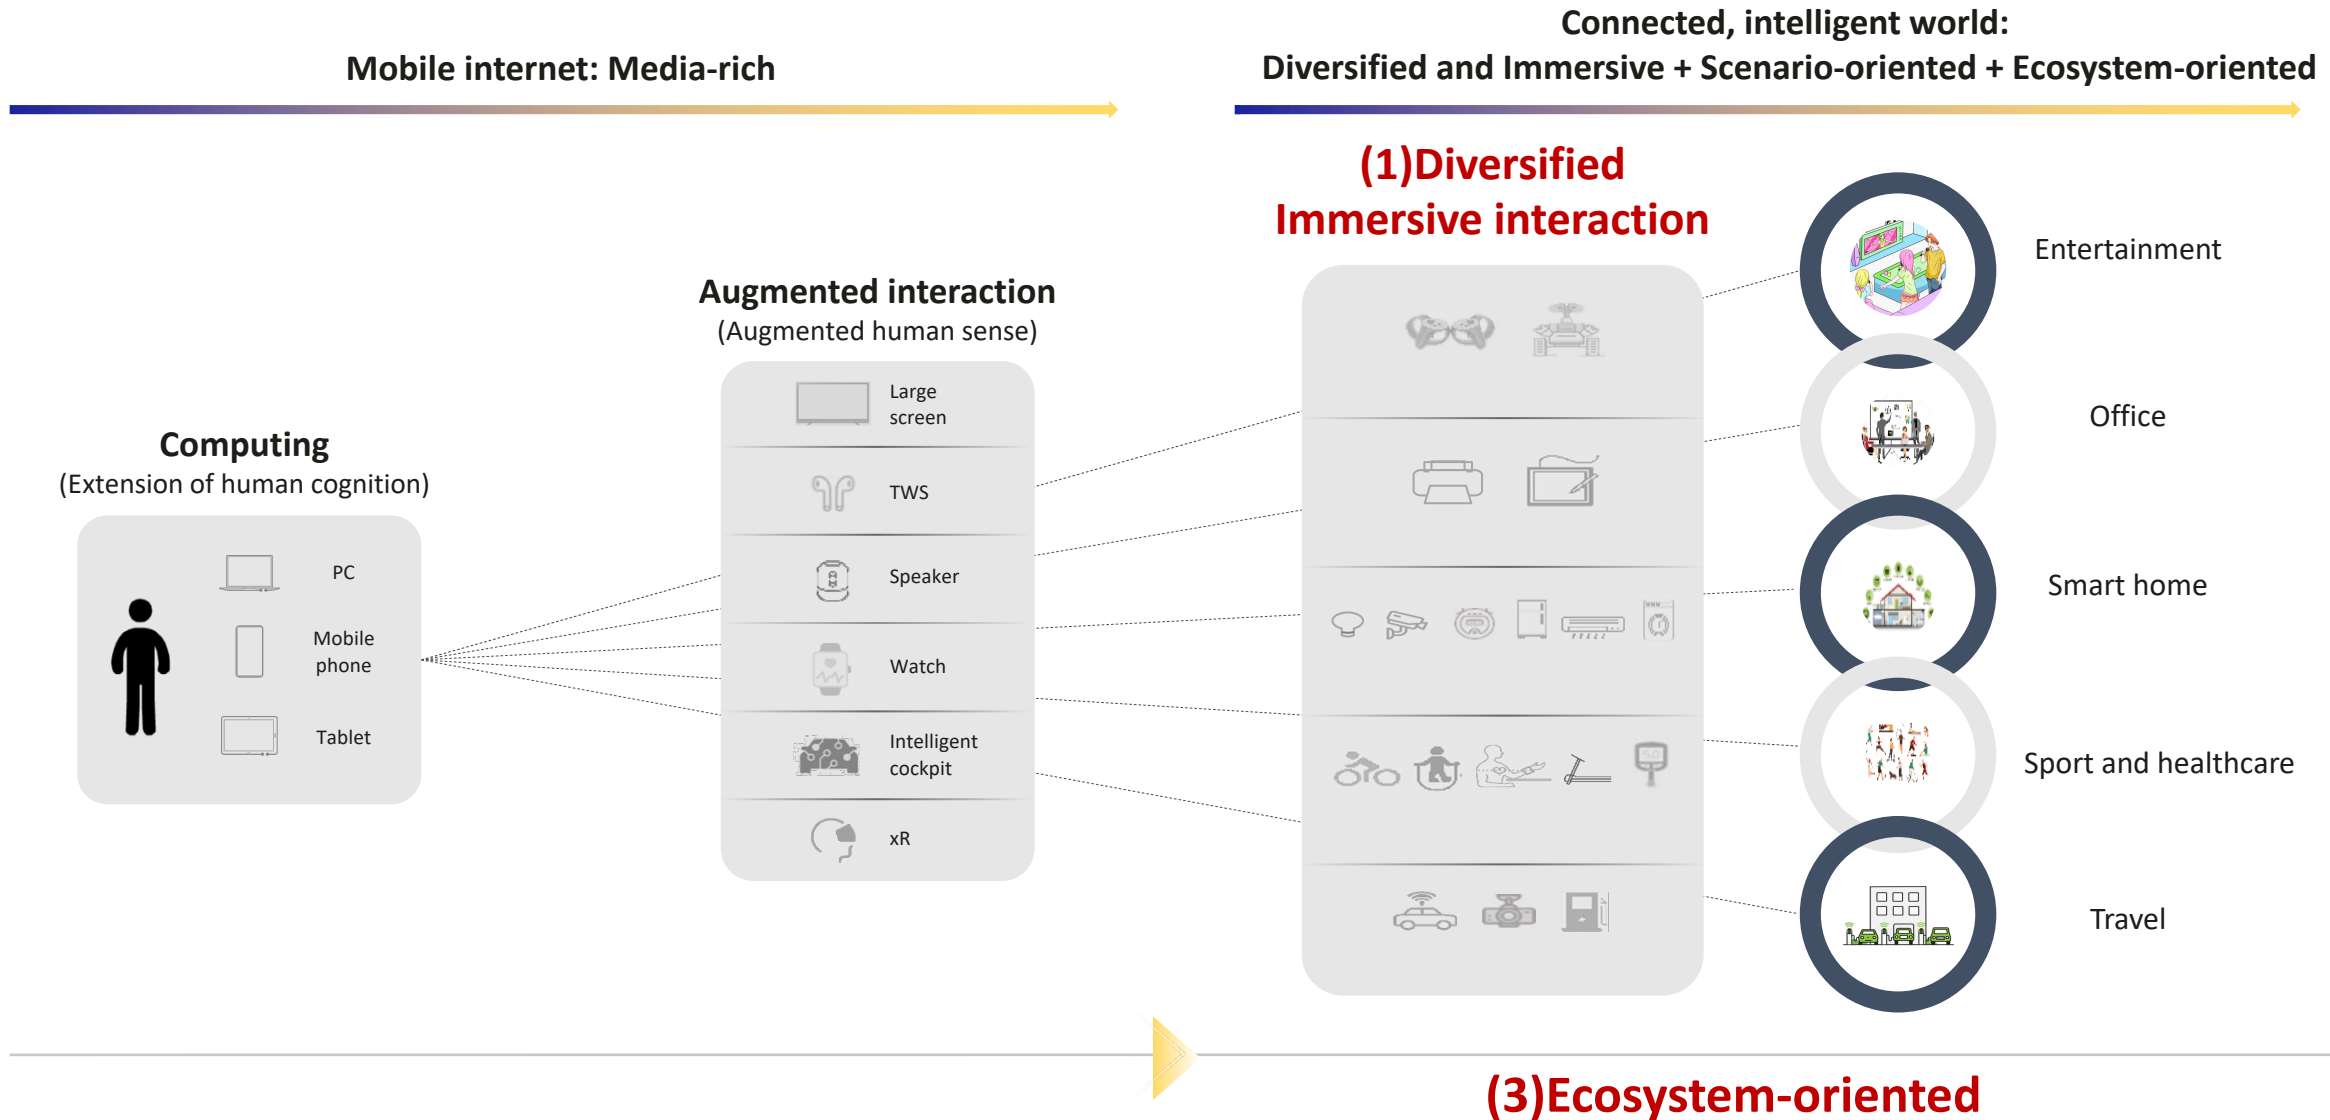 Mobile internet: Media-rich
Connected, intelligent world:
Diversified and Immersive + Scenario-oriented + Ecosystem-oriented
Computing
(Extension of human cognition)
PC
Mobile
phone
Tablet
Augmented interaction
(Augmented human sense)
Large
screen
TWS
Speaker
Watch
Intelligent
cockpit
xR
(1)Diversified
Immersive interaction
Entertainment
Office
Smart home
Sport and healthcare
Travel
(3)Ecosystem-oriented